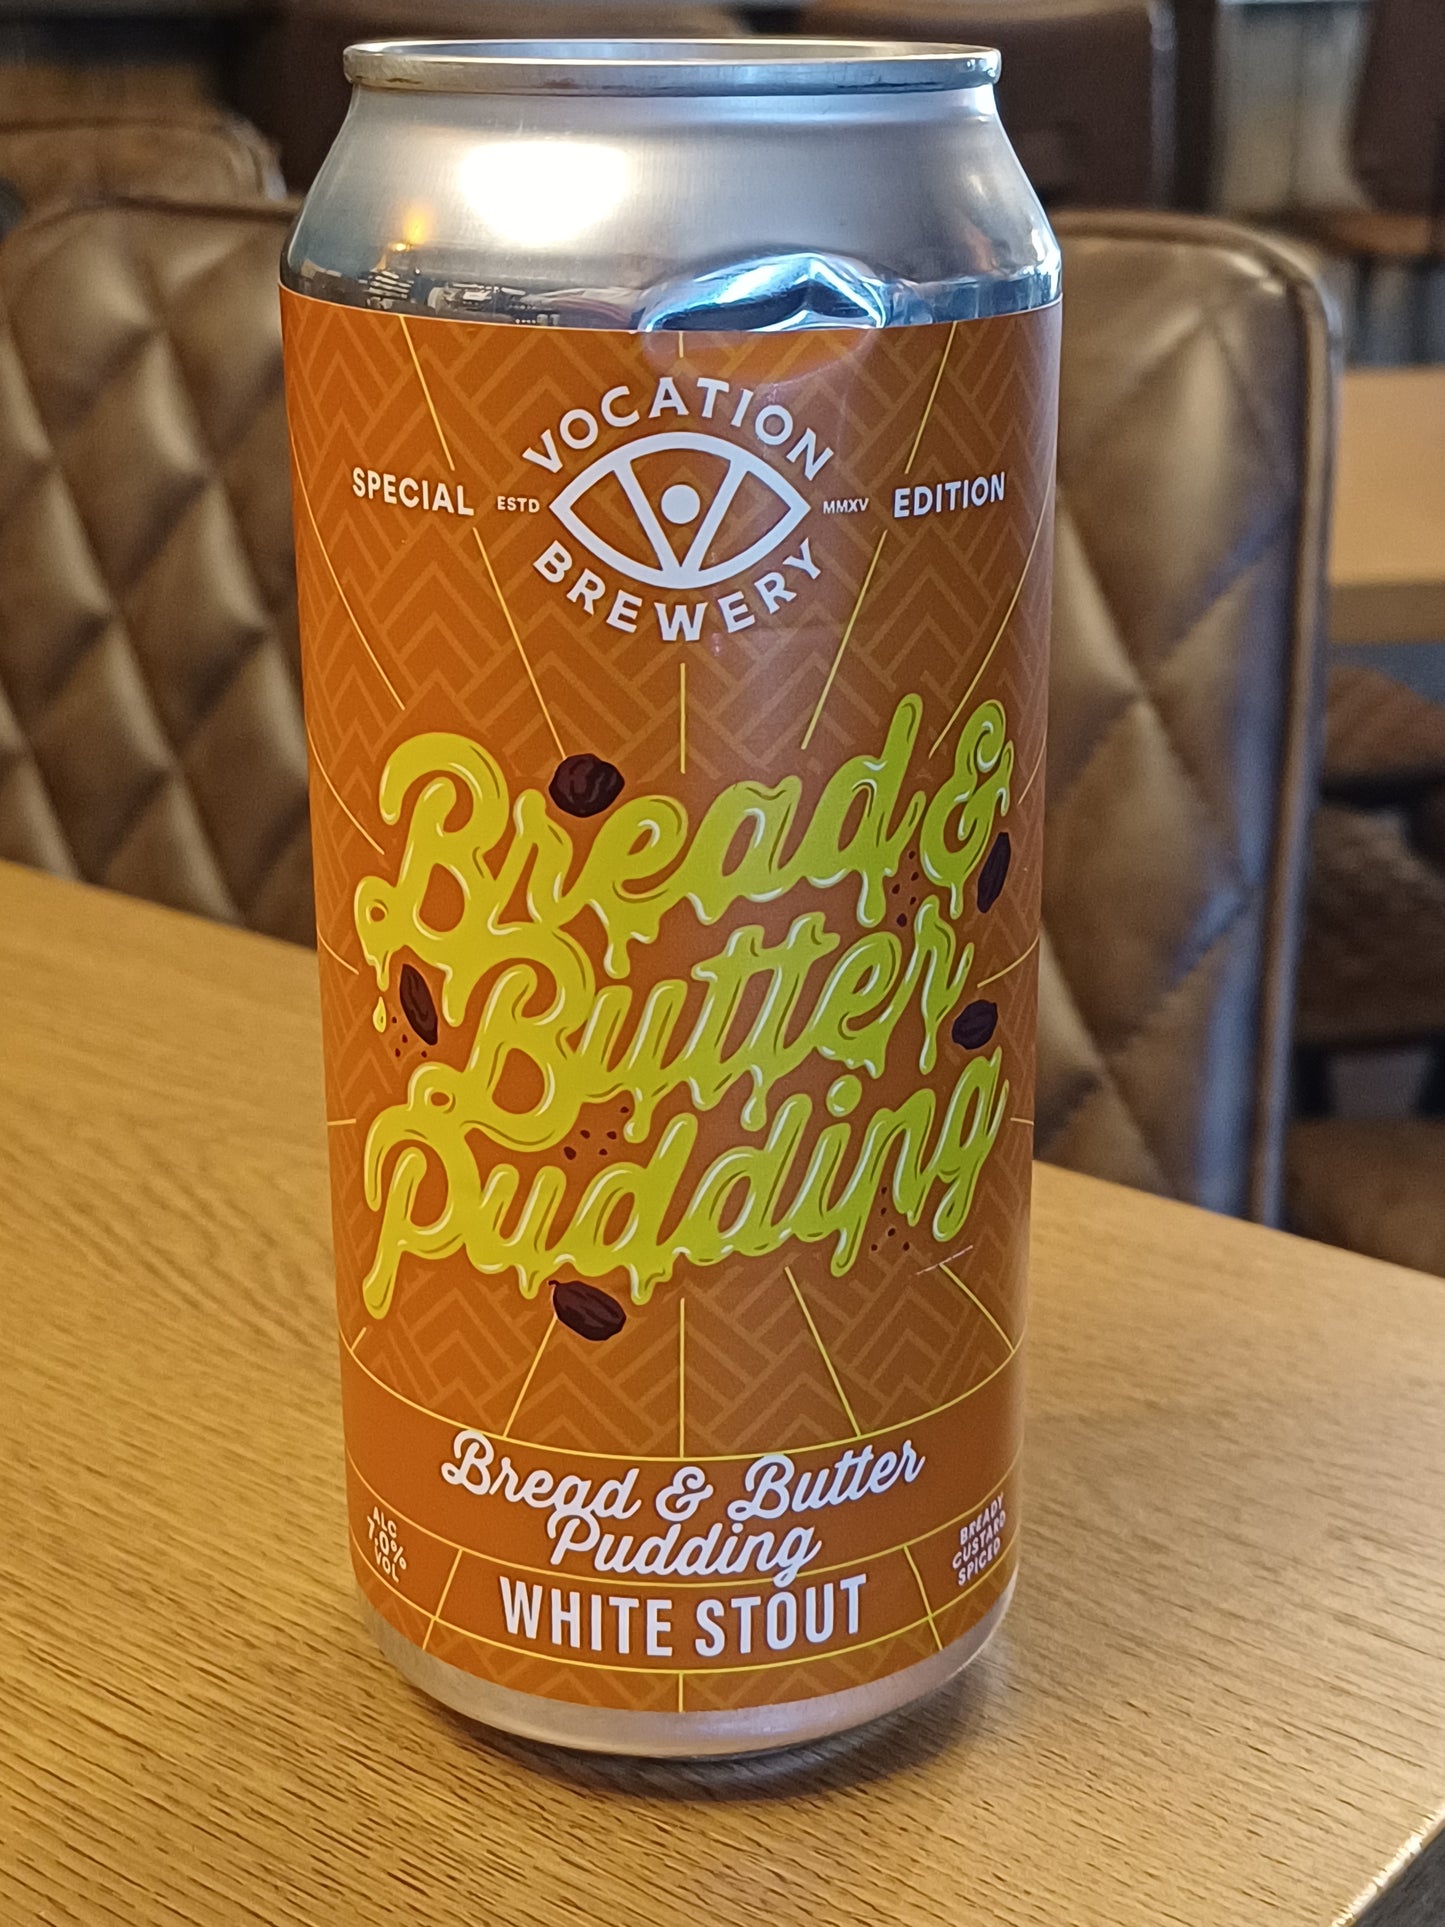 VOCATION
SPECIAL ESTD MMXV EDITION
BREWERY
Bread &
Butter
Pudding
Bread & Butter
Pudding
WHITE STOUT
ALC
7.0%
VOL
BREADY
CUSTARD
SPICED